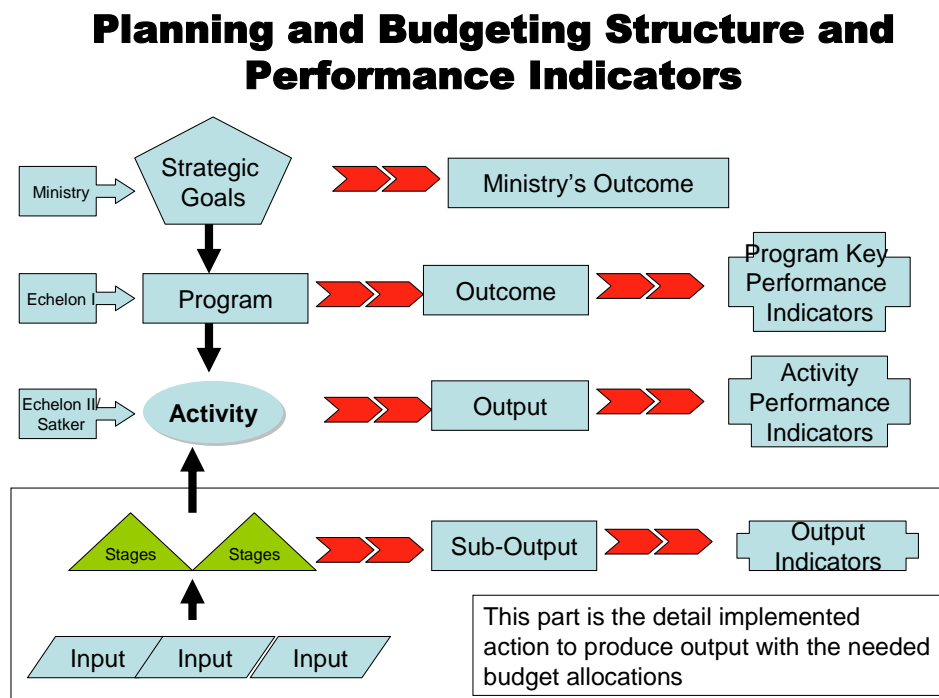 Planning and Budgeting Structure and
Performance Indicators
Ministry
Strategic
Goals
Ministry's Outcome
Echelon I
Program
Outcome
Program Key
Performance
Indicators
Echelon II/
Satker
Activity
Output
Activity
Performance
Indicators
Stages
Stages
Sub-Output
Output
Indicators
Input
Input
Input
This part is the detail implemented
action to produce output with the needed
budget allocations